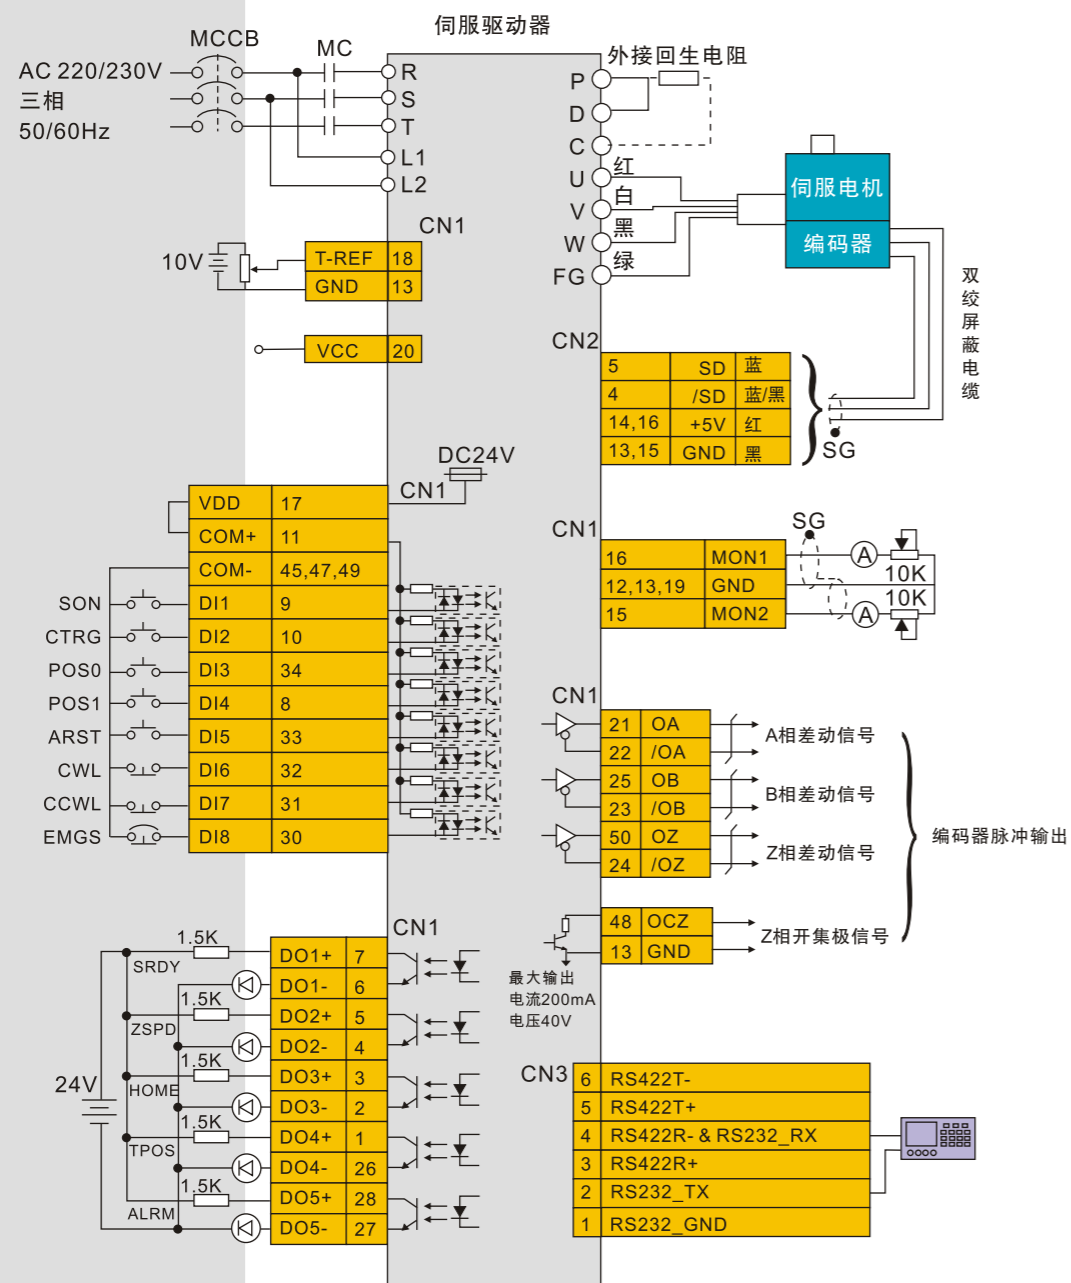 伺服驱动器
MCCB
MC
AC 220/230V
三相
50/60Hz
R
S
T
L1
L2
外接回生电阻
P
D
C
U 红
V 白
W 黑
FG 绿
伺服电机
编码器
双绞屏蔽电缆
CN1
10V
T-REF 18
GND 13
VCC 20
CN2
5 SD 蓝
4 /SD 蓝/黑
14,16 +5V 红
13,15 GND 黑
SG
DC24V
CN1
VDD 17
COM+ 11
COM- 45,47,49
SON DI1 9
CTRG DI2 10
POS0 DI3 34
POS1 DI4 8
ARST DI5 33
CWL DI6 32
CCWL DI7 31
EMGS DI8 30
CN1
SG
16 MON1 A 10K
12,13,19 GND
15 MON2 A 10K
CN1
21 OA
22 /OA
A相差动信号
25 OB
23 /OB
B相差动信号
50 OZ
24 /OZ
Z相差动信号
编码器脉冲输出
48 OCZ
13 GND
Z相开集极信号
最大输出
电流200mA
电压40V
CN1
24V
1.5K
SRDY
DO1+ 7
DO1- 6
1.5K
ZSPD
DO2+ 5
DO2- 4
1.5K
HOME
DO3+ 3
DO3- 2
1.5K
TPOS
DO4+ 1
DO4- 26
1.5K
ALRM
DO5+ 28
DO5- 27
CN3
6 RS422T-
5 RS422T+
4 RS422R- & RS232_RX
3 RS422R+
2 RS232_TX
1 RS232_GND